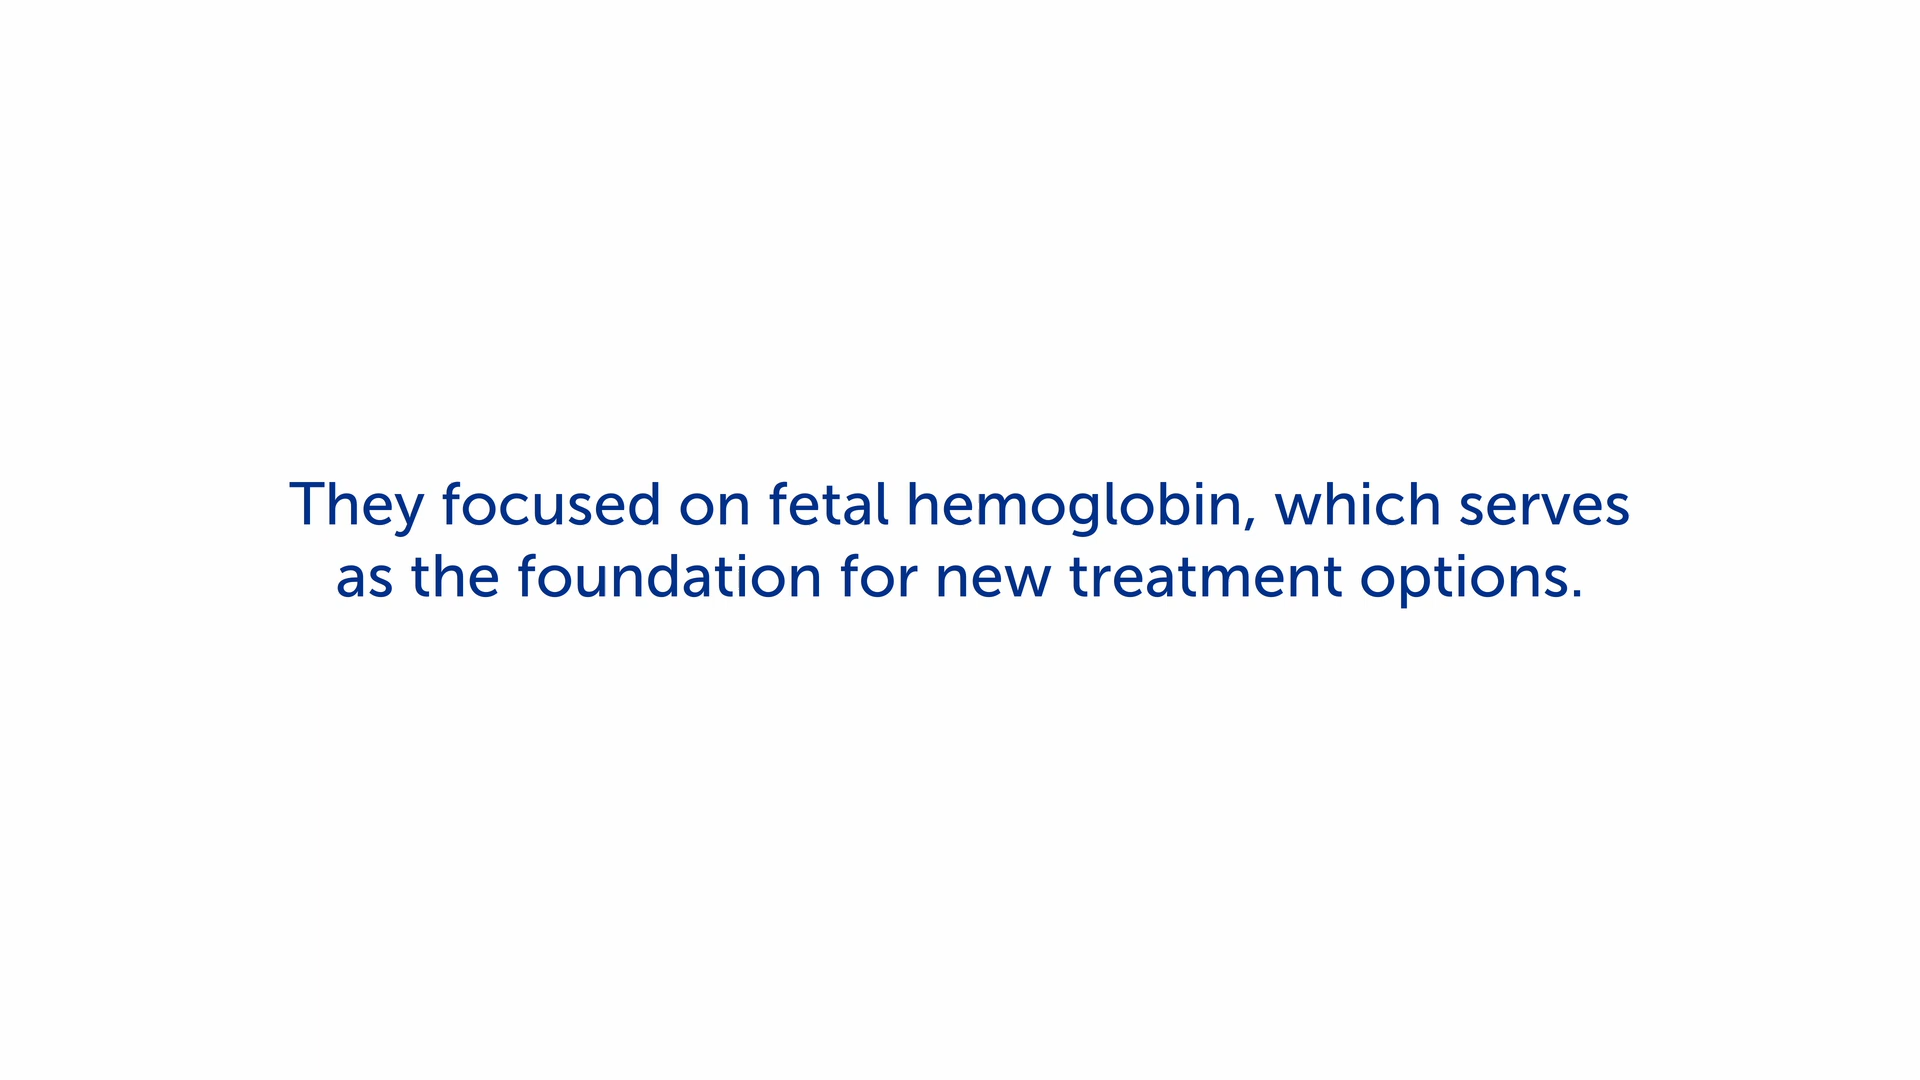 They focused on fetal hemoglobin, which serves
as the foundation for new treatment options.